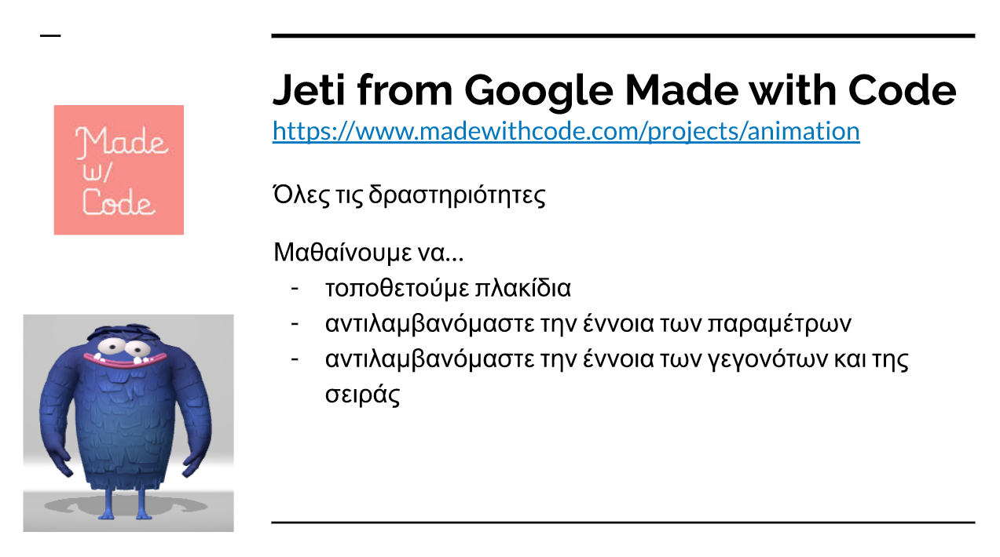 Made
w/
Code
Jeti from Google Made with Code
https://www.madewithcode.com/projects/animation
Όλες τις δραστηριότητες
Μαθαίνουμε να...
- τοποθετούμε πλακίδια
- αντιλαμβανόμαστε την έννοια των παραμέτρων
- αντιλαμβανόμαστε την έννοια των γεγονότων και της
σειράς